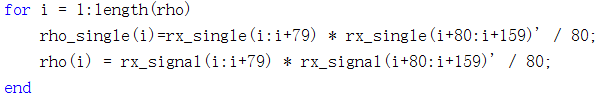 for i = 1:length(rho)
rho_single(i)=rx_single(i:i+79) * rx_single(i+80:i+159)' / 80;
rho(i) = rx_signal(i:i+79) * rx_signal(i+80:i+159)' / 80;
end